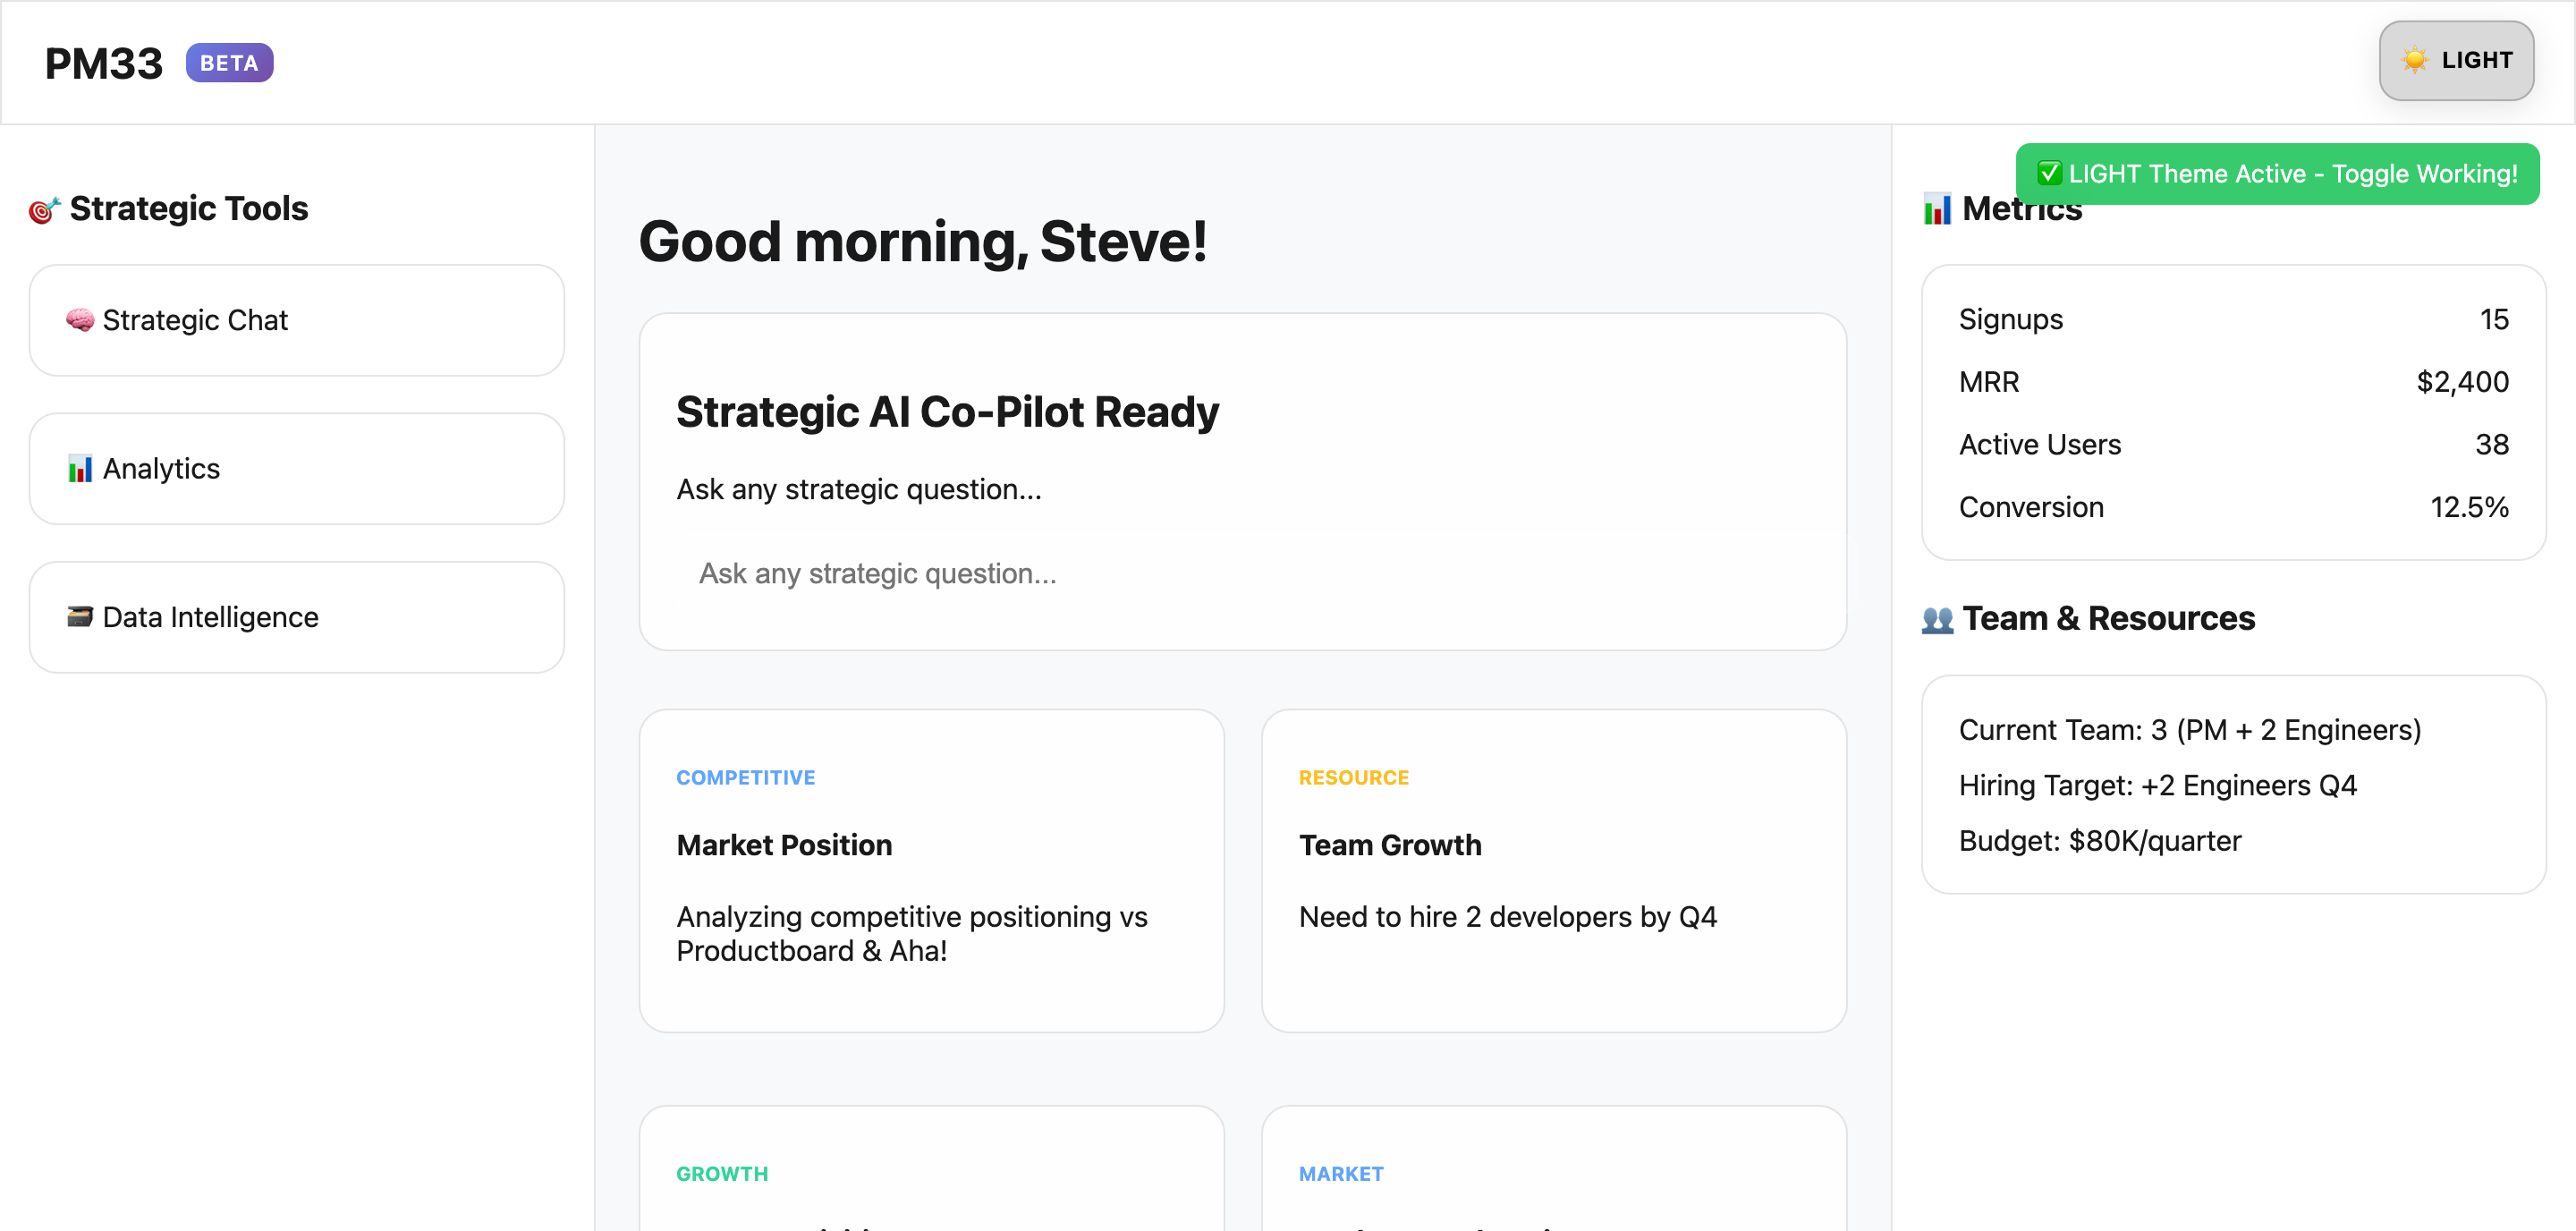 PM33 BETA
LIGHT
LIGHT Theme Active - Toggle Working!
Strategic Tools
Strategic Chat
Analytics
Data Intelligence
Good morning, Steve!
Strategic AI Co-Pilot Ready
Ask any strategic question...
Ask any strategic question...
COMPETITIVE
Market Position
Analyzing competitive positioning vs
Productboard & Aha!
RESOURCE
Team Growth
Need to hire 2 developers by Q4
GROWTH
MARKET
Metrics
Signups 15
MRR $2,400
Active Users 38
Conversion 12.5%
Team & Resources
Current Team: 3 (PM + 2 Engineers)
Hiring Target: +2 Engineers Q4
Budget: $80K/quarter